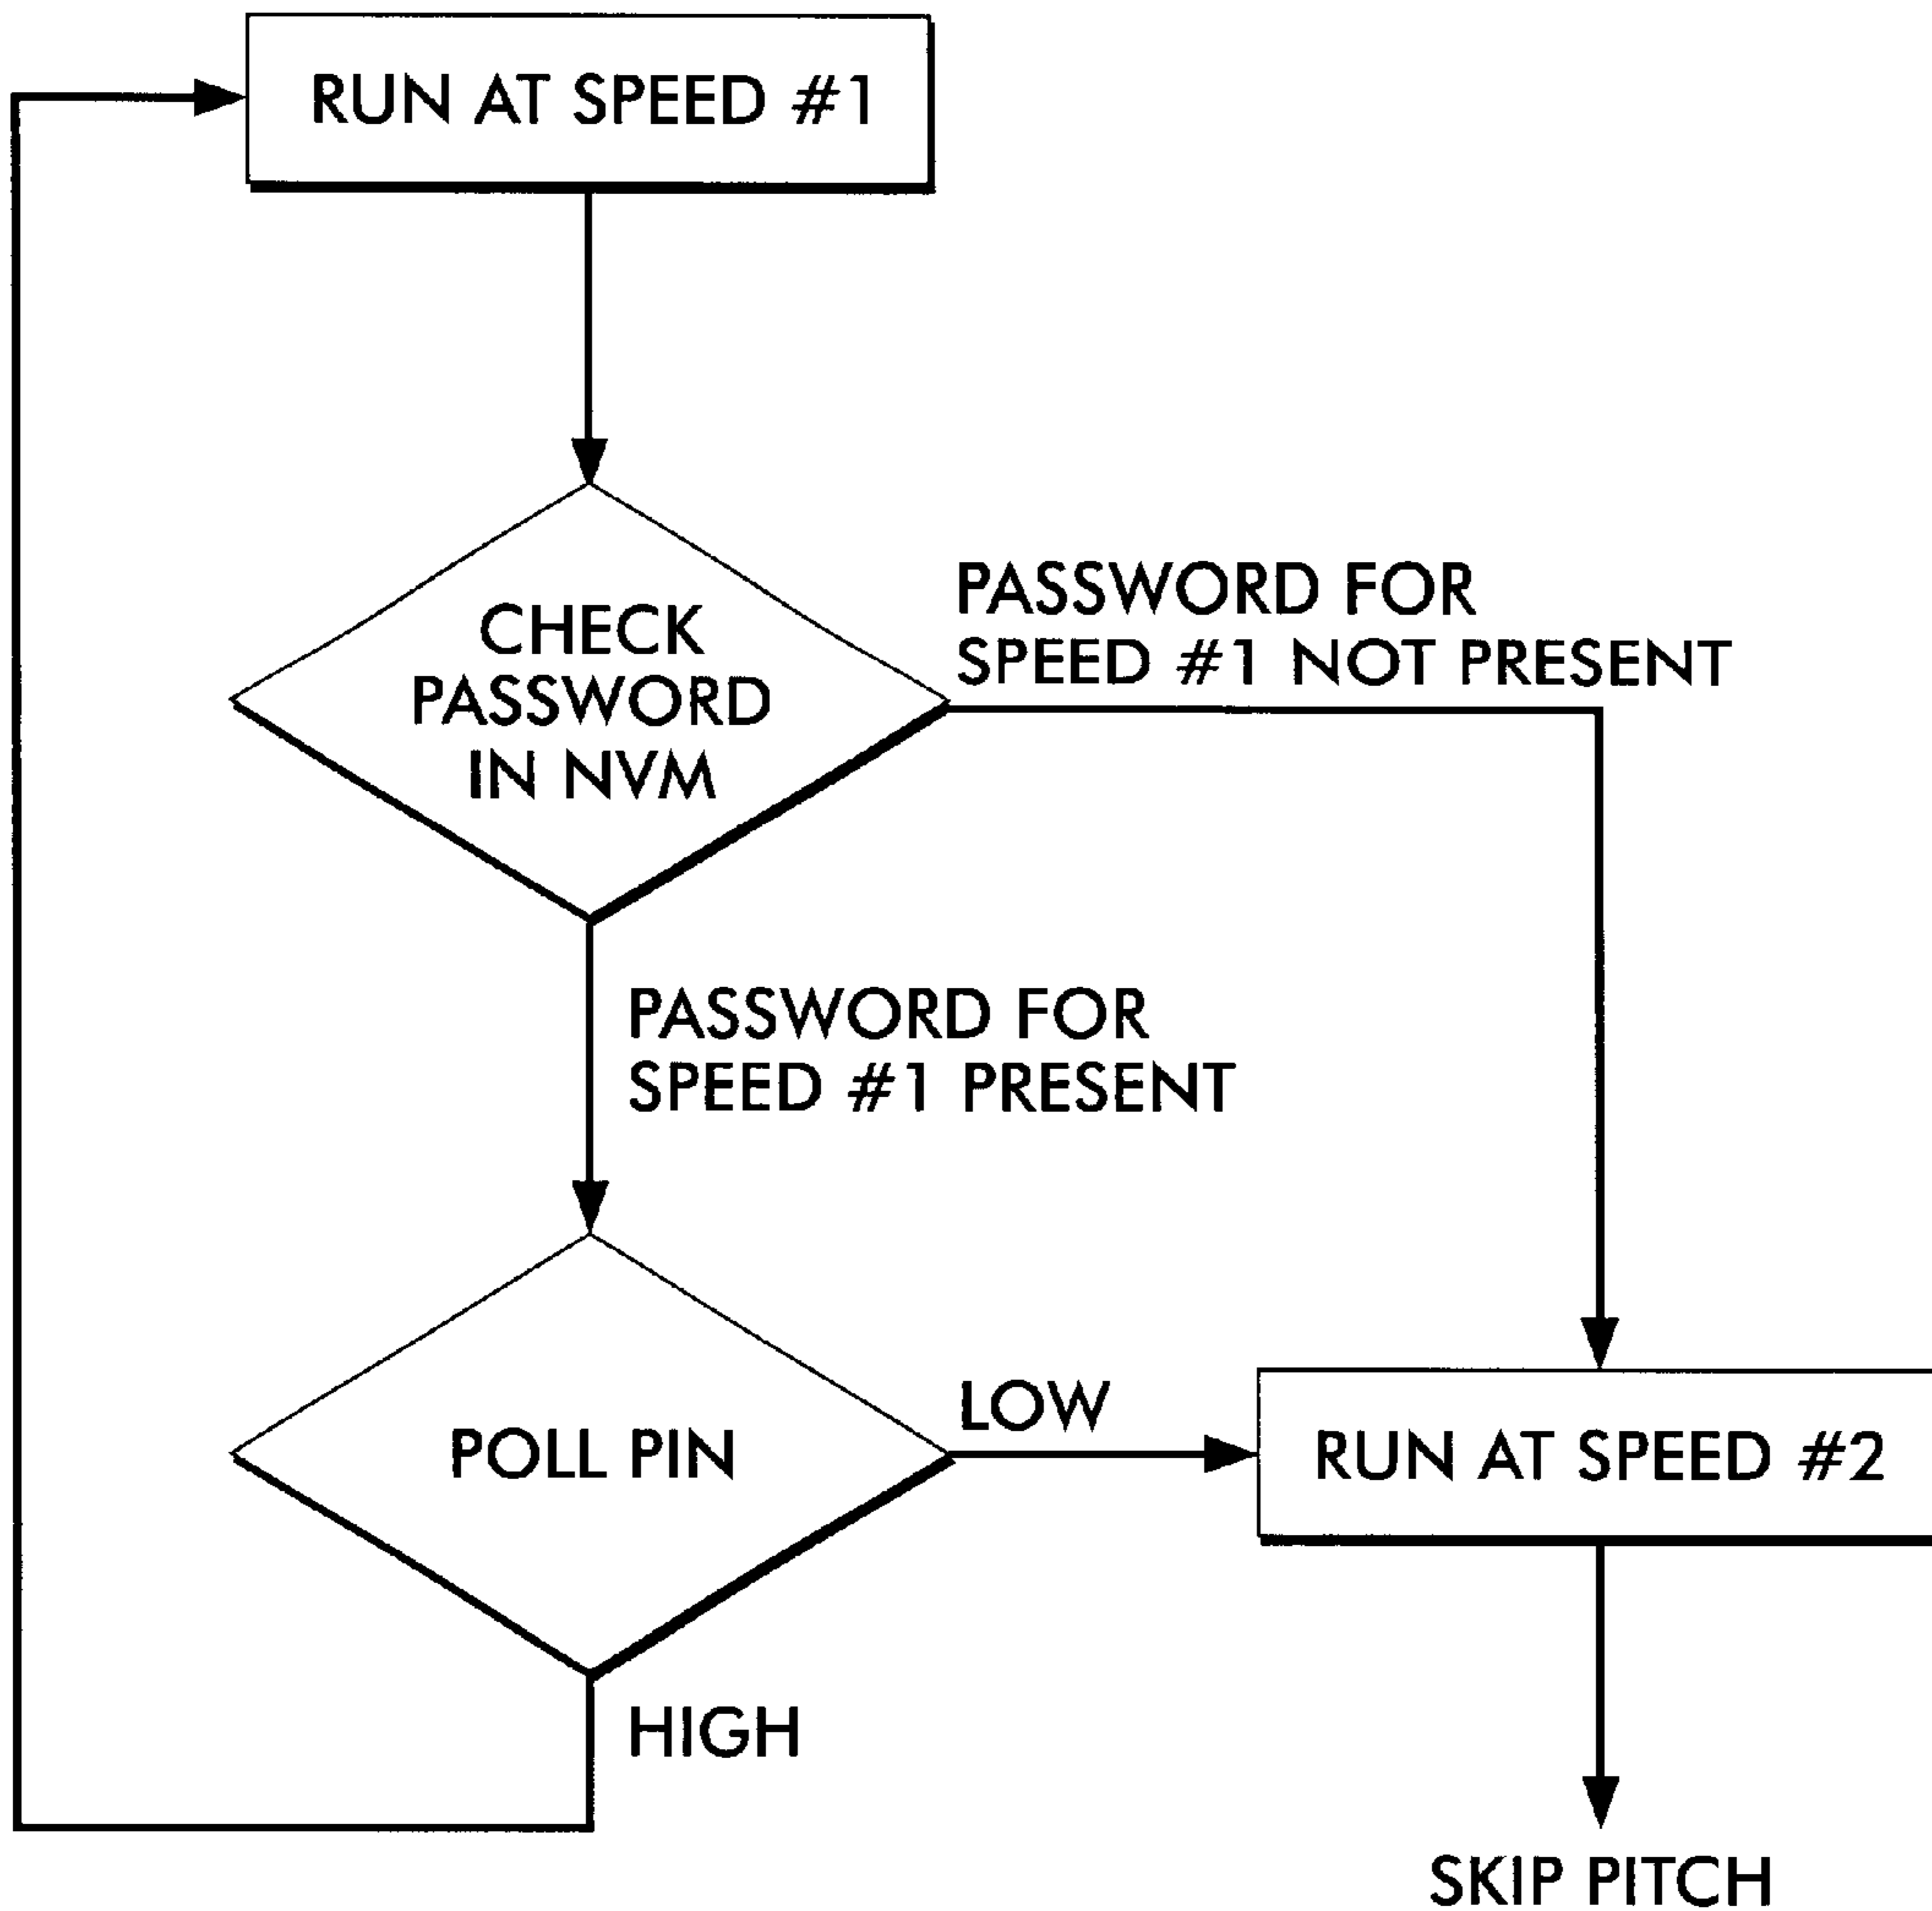 RUN AT SPEED #1
CHECK
PASSWORD
IN NVM
PASSWORD FOR
SPEED #1 NOT PRESENT
PASSWORD FOR
SPEED #1 PRESENT
POLL PIN
LOW
RUN AT SPEED #2
HIGH
SKIP PITCH